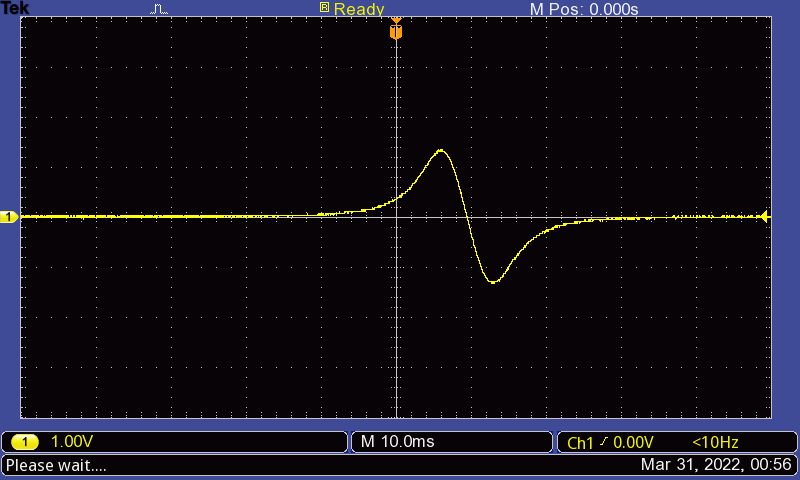 Tek R Ready M Pos: 0.000s
T
1
1 1.00V M 10.0ms Ch1 0.00V <10Hz
Please wait.... Mar 31, 2022, 00:56